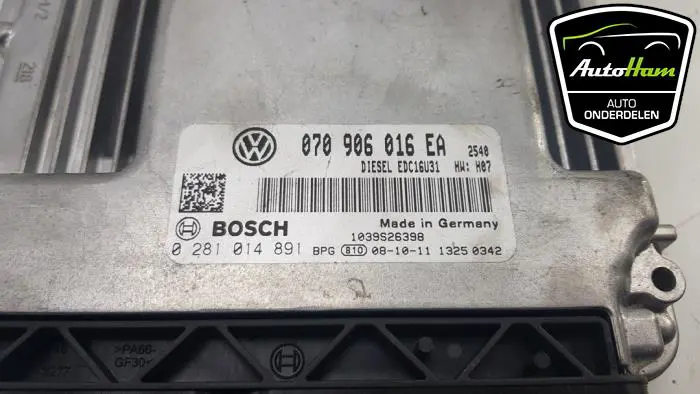 AutoHam
AUTO
ONDERDELEN
070 906 016 EA 2540
DIESEL EDC16U31 HW: H07
BOSCH Made in Germany
1039S26398
0 281 014 891 BPG 810 08-10-11 1325 0342
>PA66-
GF30<